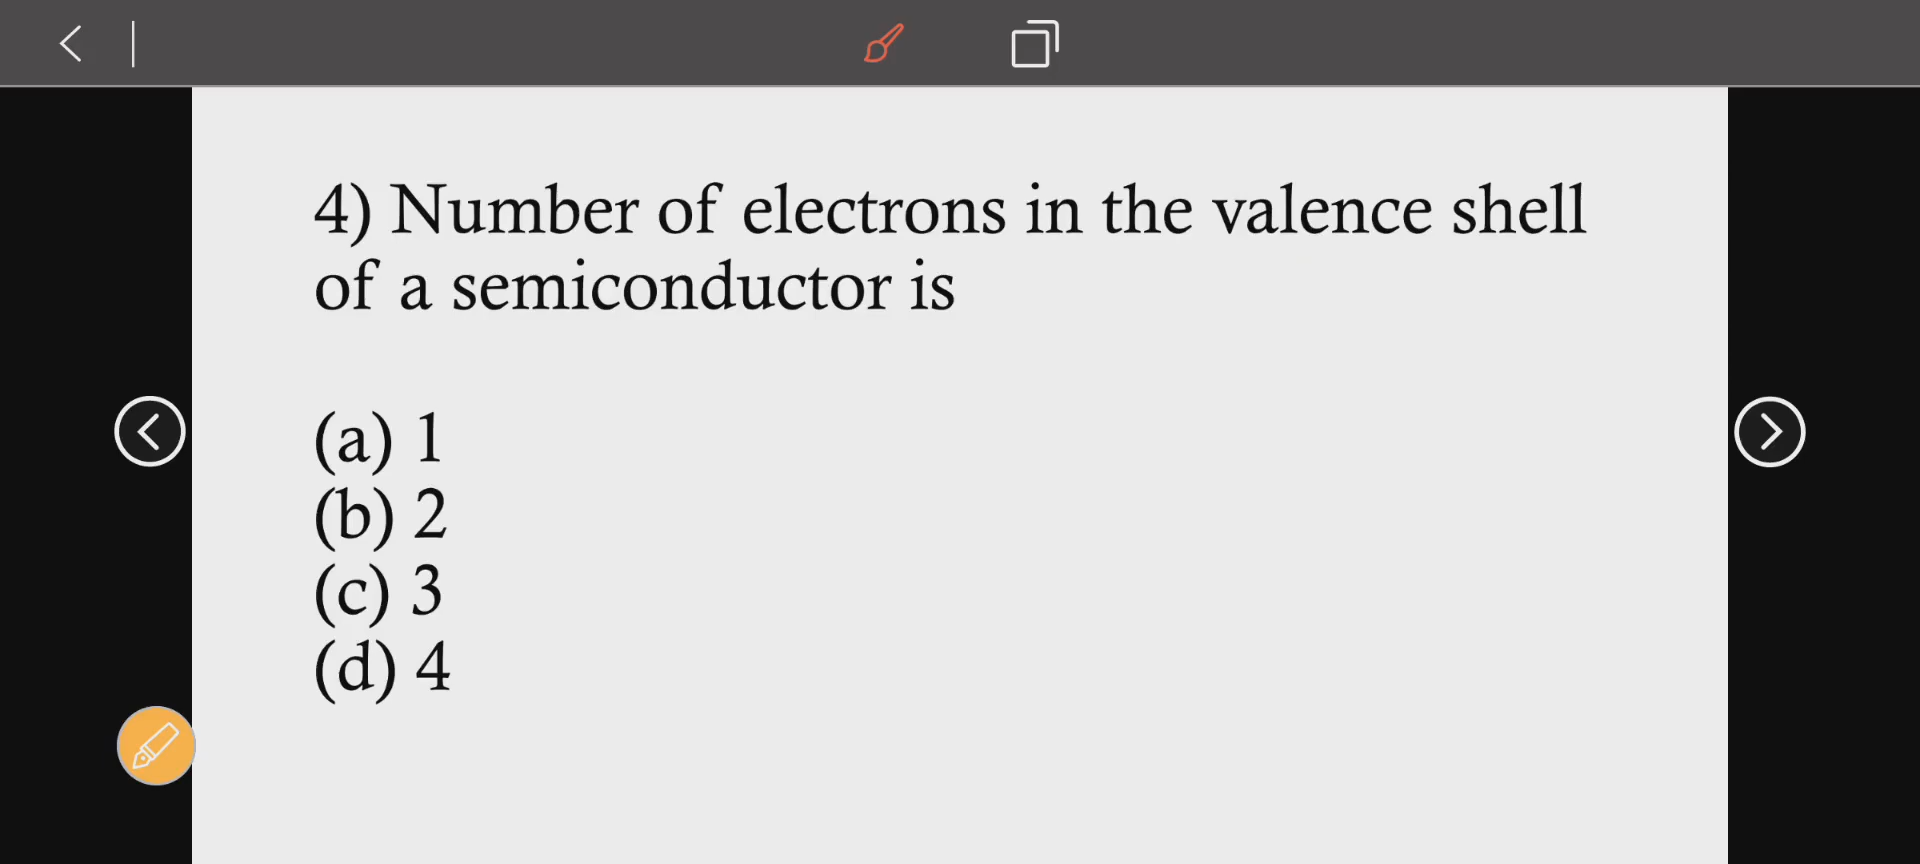 4) Number of electrons in the valence shell
of a semiconductor is
(a) 1
(b) 2
(c) 3
(d) 4